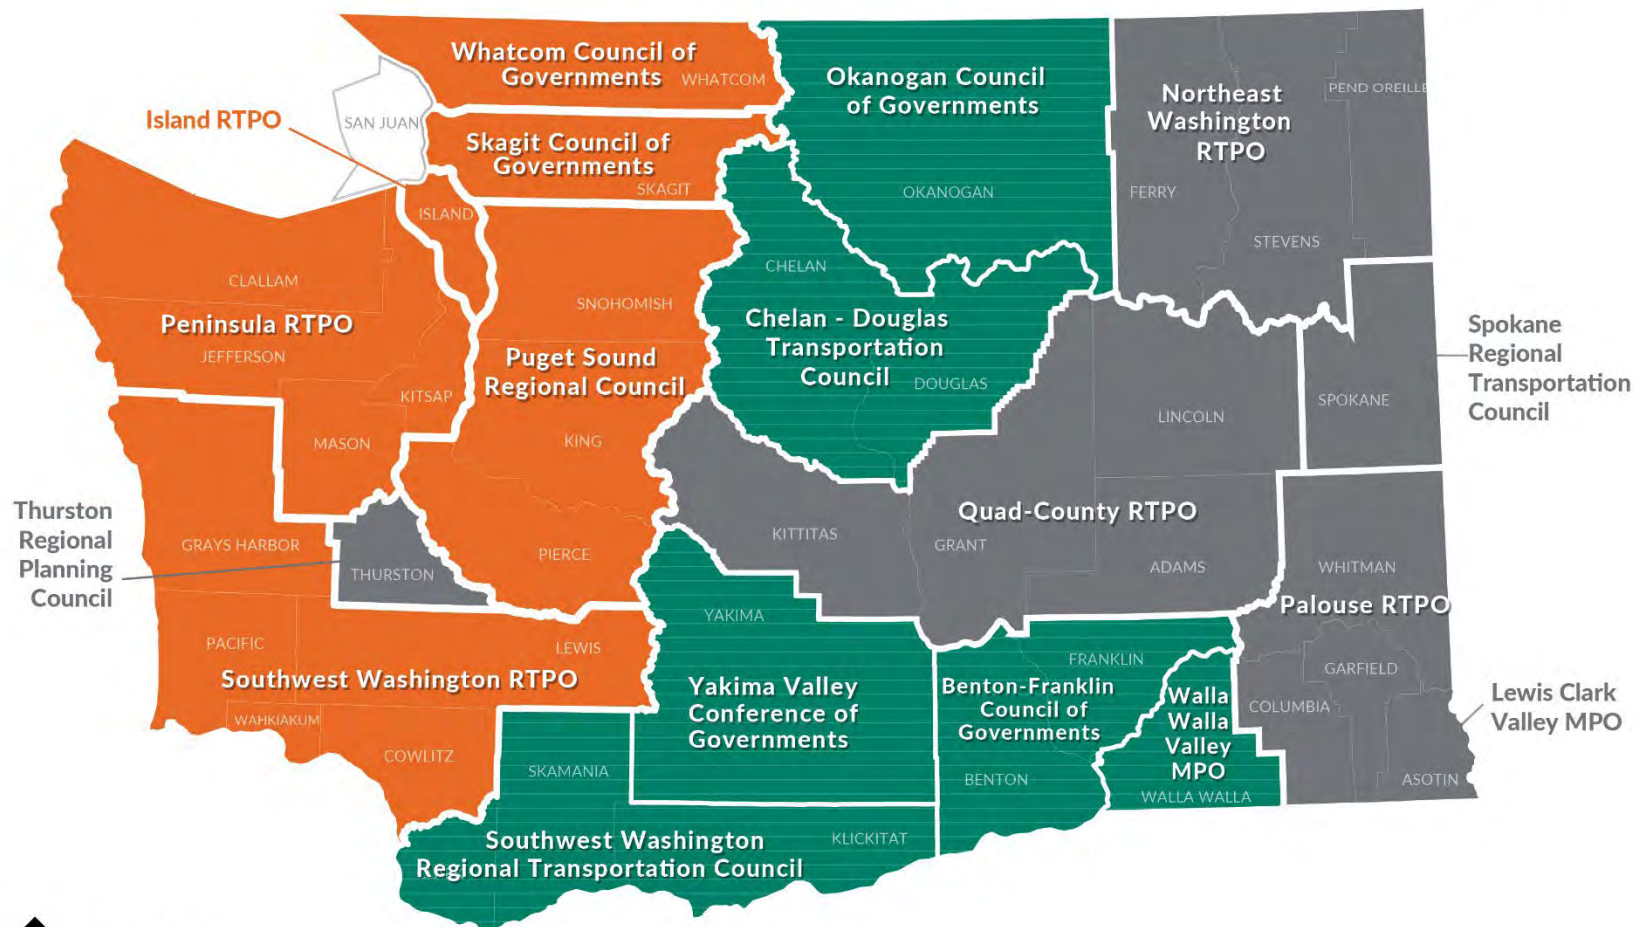 Whatcom Council of
Governments
WHATCOM
Okanogan Council
of Governments
Northeast
Washington
RTPO
PEND OREILLE
Island RTPO
SAN JUAN
Skagit Council of
Governments
SKAGIT
OKANOGAN
FERRY
STEVENS
ISLAND
CLALLAM
CHELAN
SNOHOMISH
Peninsula RTPO
JEFFERSON
KITSAP
MASON
Puget Sound
Regional Council
KING
PIERCE
Chelan - Douglas
Transportation
Council
DOUGLAS
LINCOLN
SPOKANE
Spokane
Regional
Transportation
Council
Thurston
Regional
Planning
Council
GRAYS HARBOR
THURSTON
KITTITAS
Quad-County RTPO
GRANT
ADAMS
WHITMAN
Palouse RTPO
PACIFIC
LEWIS
Southwest Washington RTPO
WAHKIAKUM
COWLITZ
YAKIMA
Yakima Valley
Conference of
Governments
FRANKLIN
Benton-Franklin
Council of
Governments
BENTON
Walla
Walla
Valley
MPO
WALLA WALLA
GARFIELD
COLUMBIA
ASOTIN
Lewis Clark
Valley MPO
SKAMANIA
KLICKITAT
Southwest Washington
Regional Transportation Council